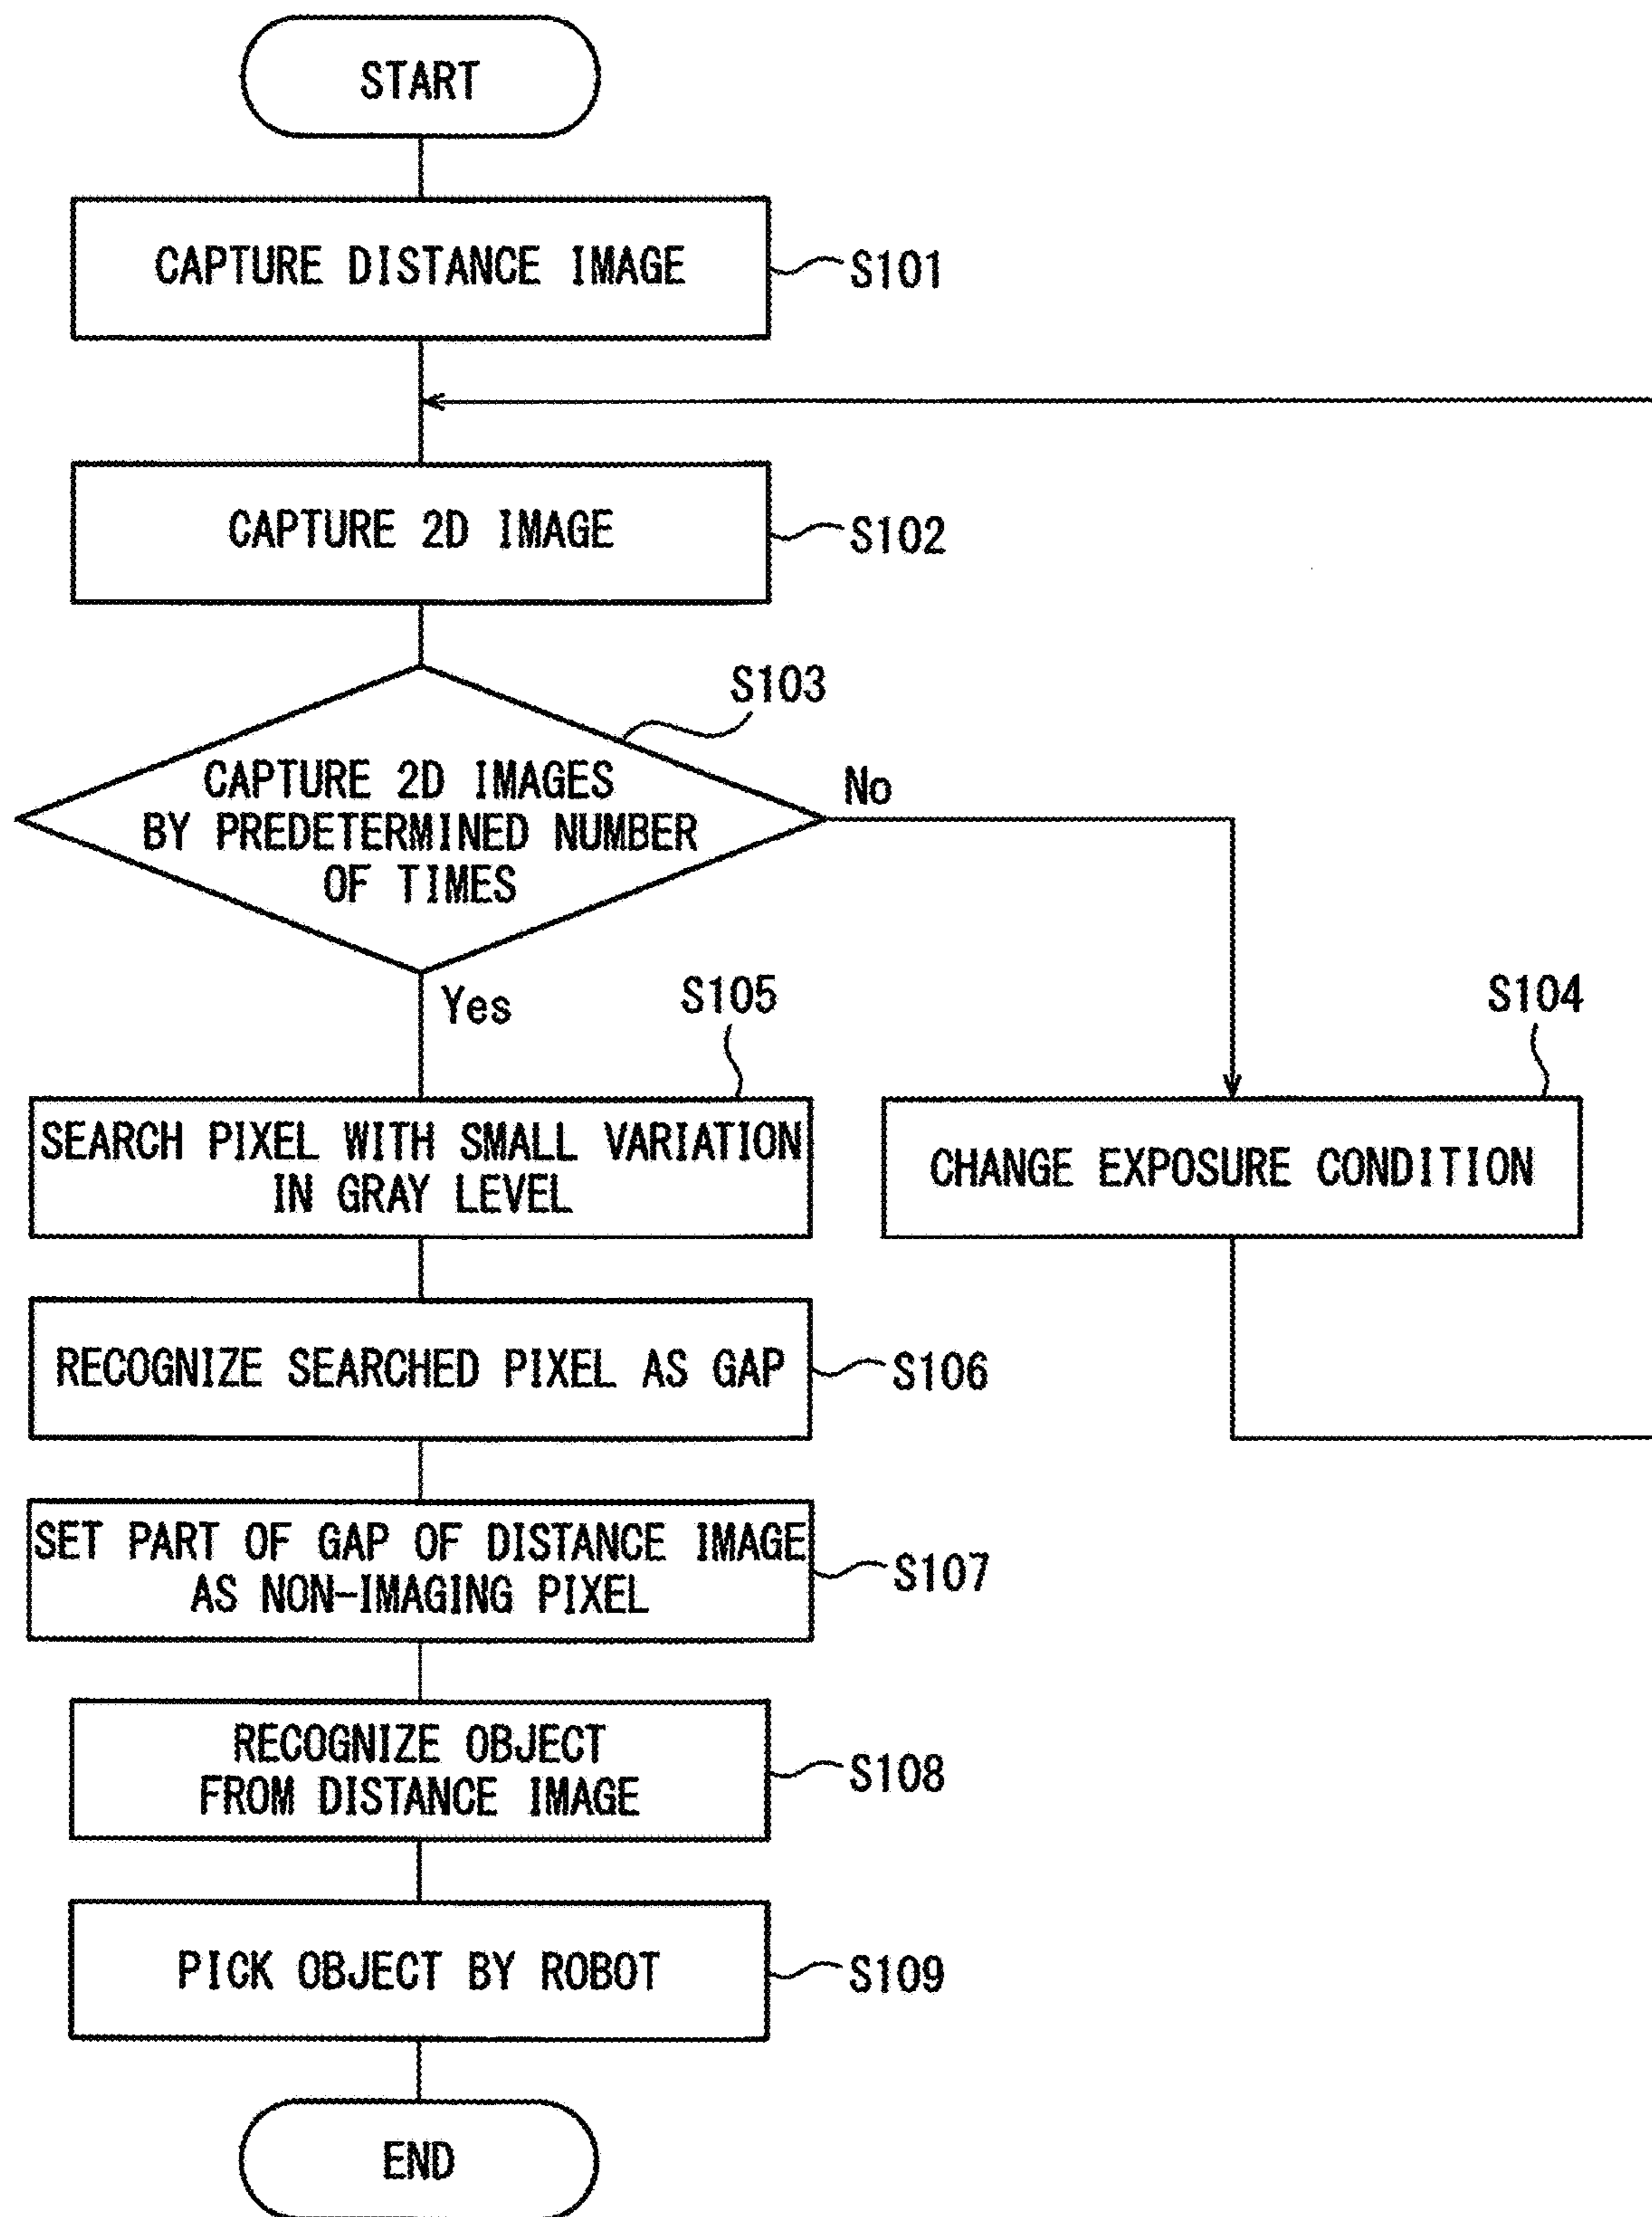 START
CAPTURE DISTANCE IMAGE
S101
CAPTURE 2D IMAGE
S102
S103
CAPTURE 2D IMAGES
BY PREDETERMINED NUMBER
OF TIMES
No
Yes
S105
S104
SEARCH PIXEL WITH SMALL VARIATION
IN GRAY LEVEL
CHANGE EXPOSURE CONDITION
RECOGNIZE SEARCHED PIXEL AS GAP
S106
SET PART OF GAP OF DISTANCE IMAGE
AS NON-IMAGING PIXEL
S107
RECOGNIZE OBJECT
FROM DISTANCE IMAGE
S108
PICK OBJECT BY ROBOT
S109
END